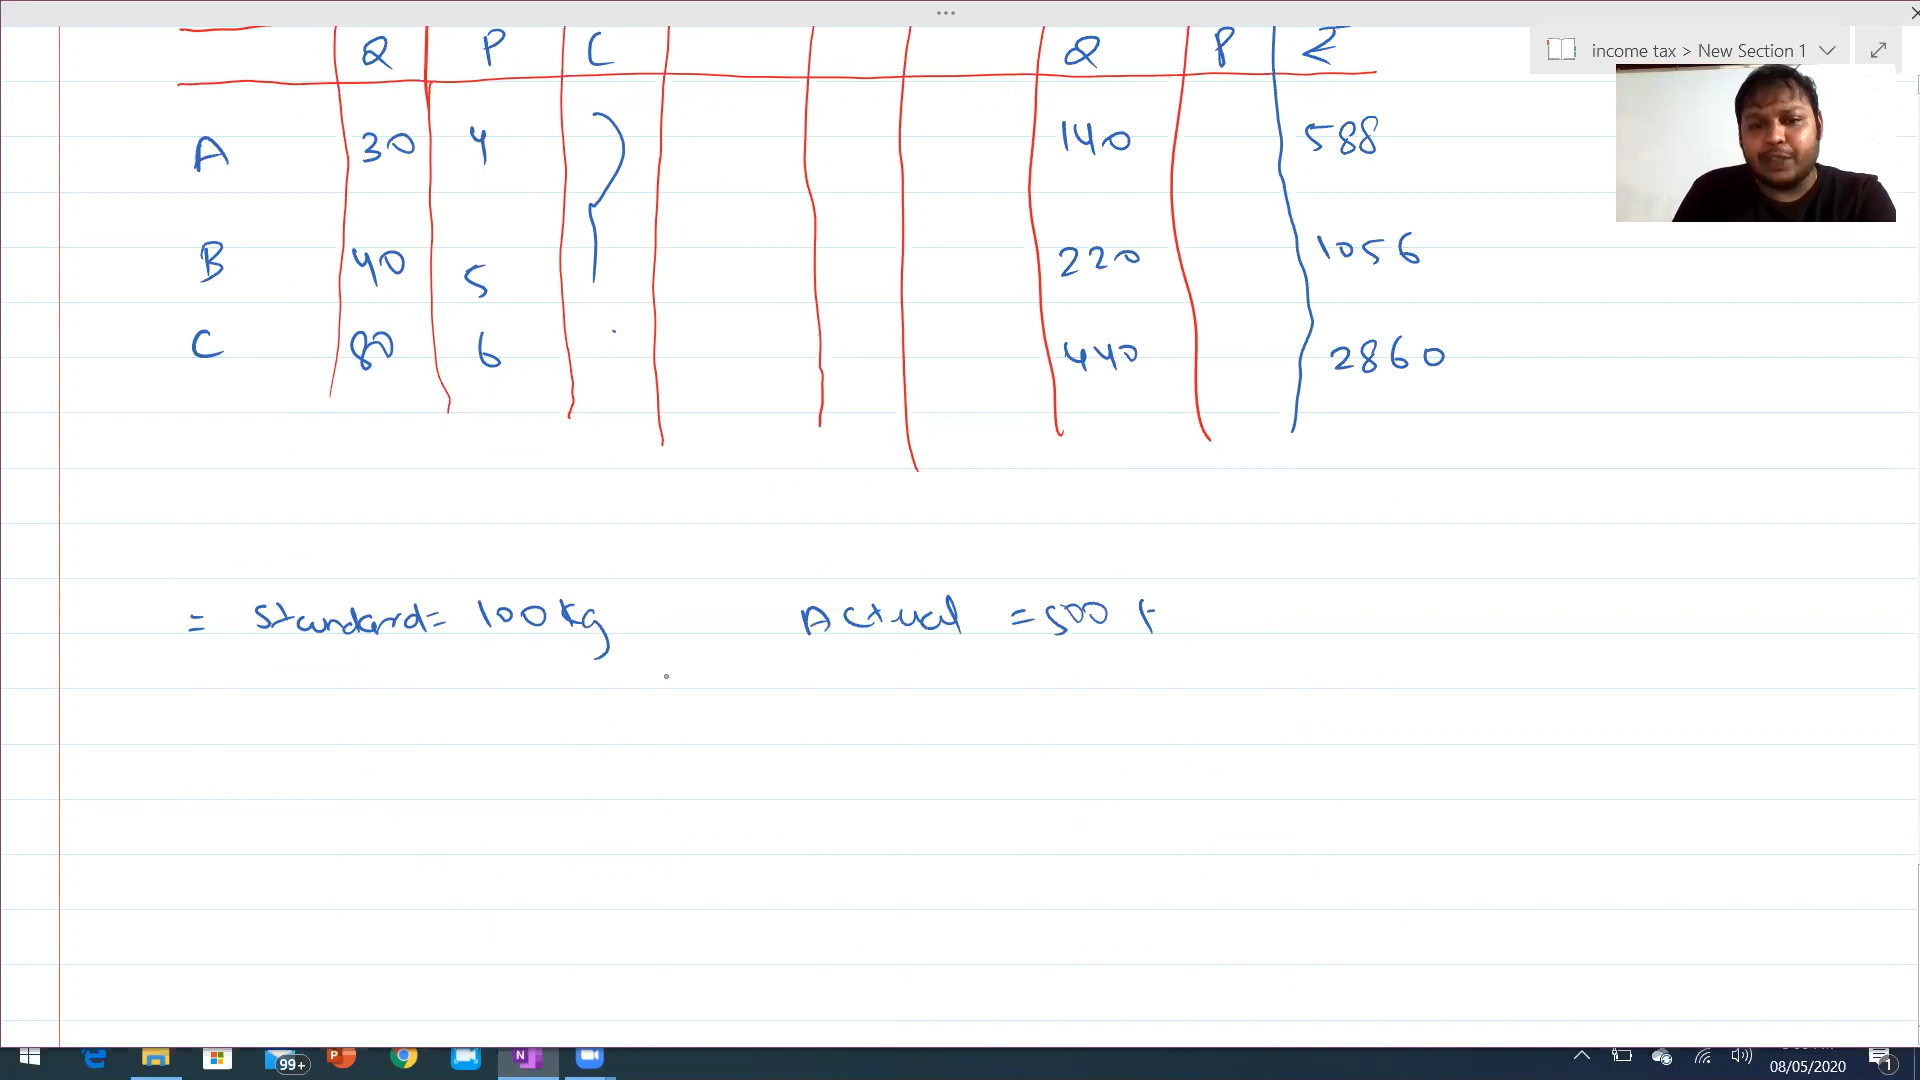 income tax > New Section 1
Q P C Q P ₹
A 30 4 140 588
B 40 5 220 1056
C 80 6 440 2860
= Standard = 100 kg Actual = 500
99+
08/05/2020
1